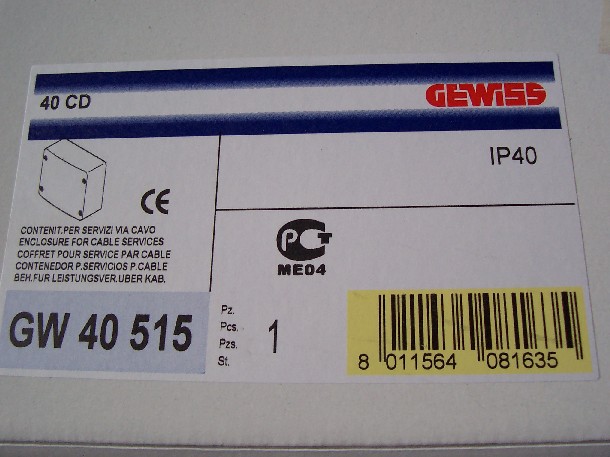 40 CD
GEWISS
IP40
CE
CONTENIT.PER SERVIZI VIA CAVO
ENCLOSURE FOR CABLE SERVICES
COFFRET POUR SERVICE PAR CABLE
CONTENEDOR P.SERVICIOS P.CABLE
BEH.FUR LEISTUNGSVER.UBER KAB.
PCT
ME04
GW 40 515
Pz.
Pcs.
Pzs.
St.
1
8 011564 081635